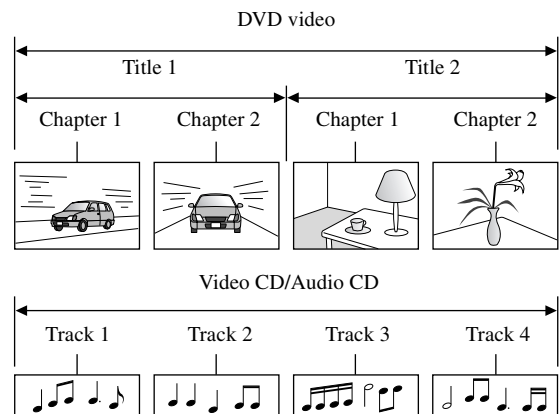 DVD video
Title 1 Title 2
Chapter 1 Chapter 2 Chapter 1 Chapter 2
Video CD/Audio CD
Track 1 Track 2 Track 3 Track 4